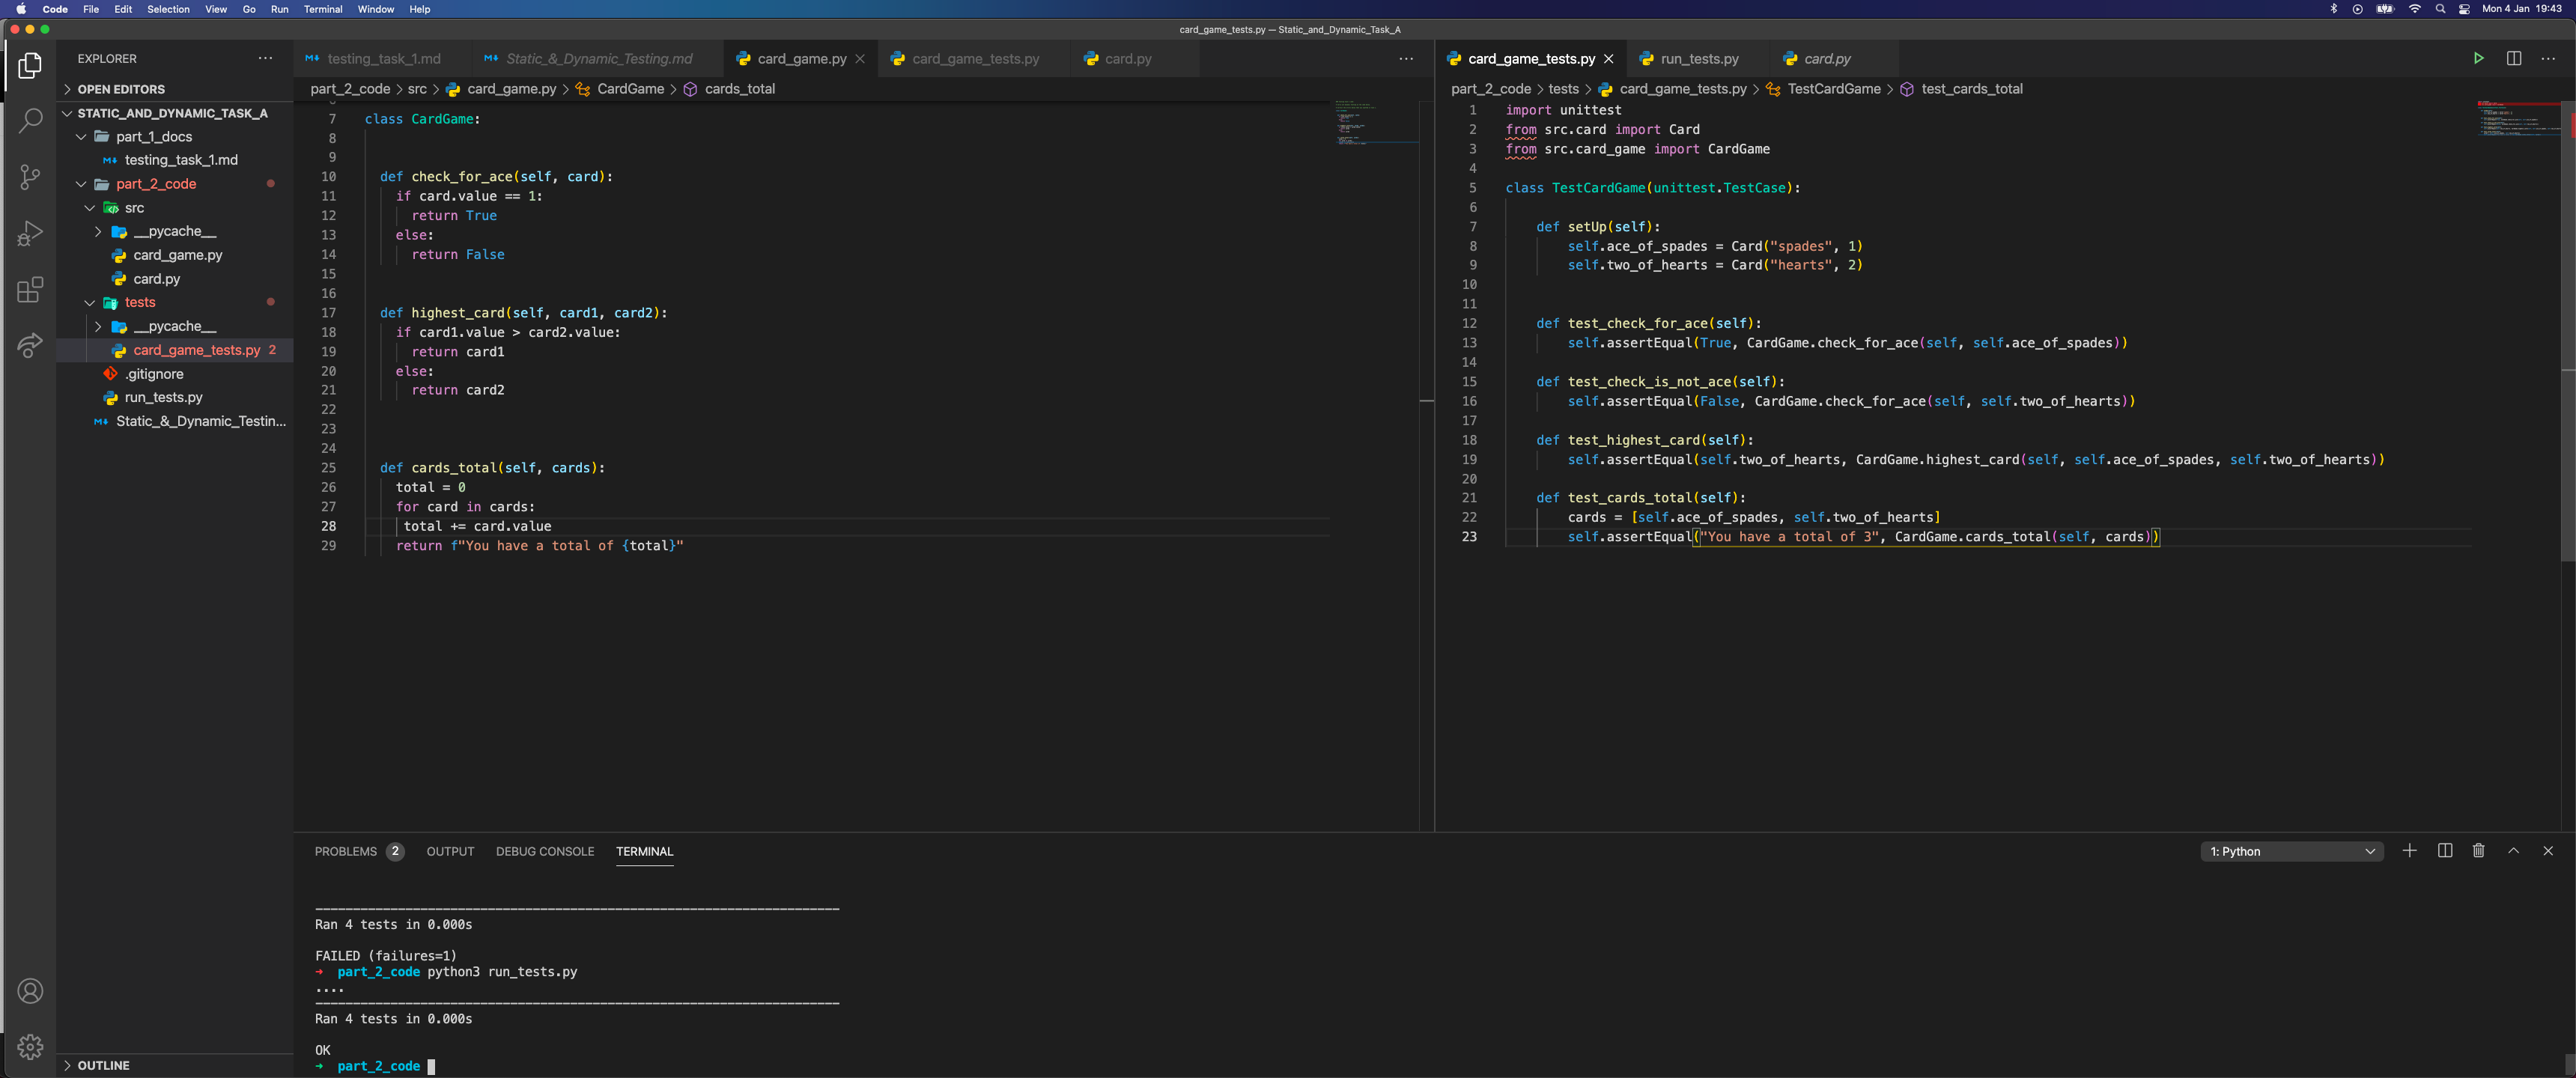 Code File Edit Selection View Go Run Terminal Window Help
Mon 4 Jan 19:43
card_game_tests.py — Static_and_Dynamic_Task_A
EXPLORER
OPEN EDITORS
STATIC_AND_DYNAMIC_TASK_A
part_1_docs
testing_task_1.md
part_2_code
src
__pycache__
card_game.py
card.py
tests
__pycache__
card_game_tests.py 2
.gitignore
run_tests.py
Static_&_Dynamic_Testin...
OUTLINE
testing_task_1.md Static_&_Dynamic_Testing.md card_game.py card_game_tests.py card.py
part_2_code > src > card_game.py > CardGame > cards_total
7 class CardGame:
8
9
10 def check_for_ace(self, card):
11 if card.value == 1:
12 return True
13 else:
14 return False
15
16
17 def highest_card(self, card1, card2):
18 if card1.value > card2.value:
19 return card1
20 else:
21 return card2
22
23
24
25 def cards_total(self, cards):
26 total = 0
27 for card in cards:
28 total += card.value
29 return f"You have a total of {total}"
card_game_tests.py run_tests.py card.py
part_2_code > tests > card_game_tests.py > TestCardGame > test_cards_total
1 import unittest
2 from src.card import Card
3 from src.card_game import CardGame
4
5 class TestCardGame(unittest.TestCase):
6
7 def setUp(self):
8 self.ace_of_spades = Card("spades", 1)
9 self.two_of_hearts = Card("hearts", 2)
10
11
12 def test_check_for_ace(self):
13 self.assertEqual(True, CardGame.check_for_ace(self, self.ace_of_spades))
14
15 def test_check_is_not_ace(self):
16 self.assertEqual(False, CardGame.check_for_ace(self, self.two_of_hearts))
17
18 def test_highest_card(self):
19 self.assertEqual(self.two_of_hearts, CardGame.highest_card(self, self.ace_of_spades, self.two_of_hearts))
20
21 def test_cards_total(self):
22 cards = [self.ace_of_spades, self.two_of_hearts]
23 self.assertEqual("You have a total of 3", CardGame.cards_total(self, cards))
PROBLEMS 2 OUTPUT DEBUG CONSOLE TERMINAL
1: Python
----------------------------------------------------------------------
Ran 4 tests in 0.000s
FAILED (failures=1)
→ part_2_code python3 run_tests.py
....
----------------------------------------------------------------------
Ran 4 tests in 0.000s
OK
→ part_2_code